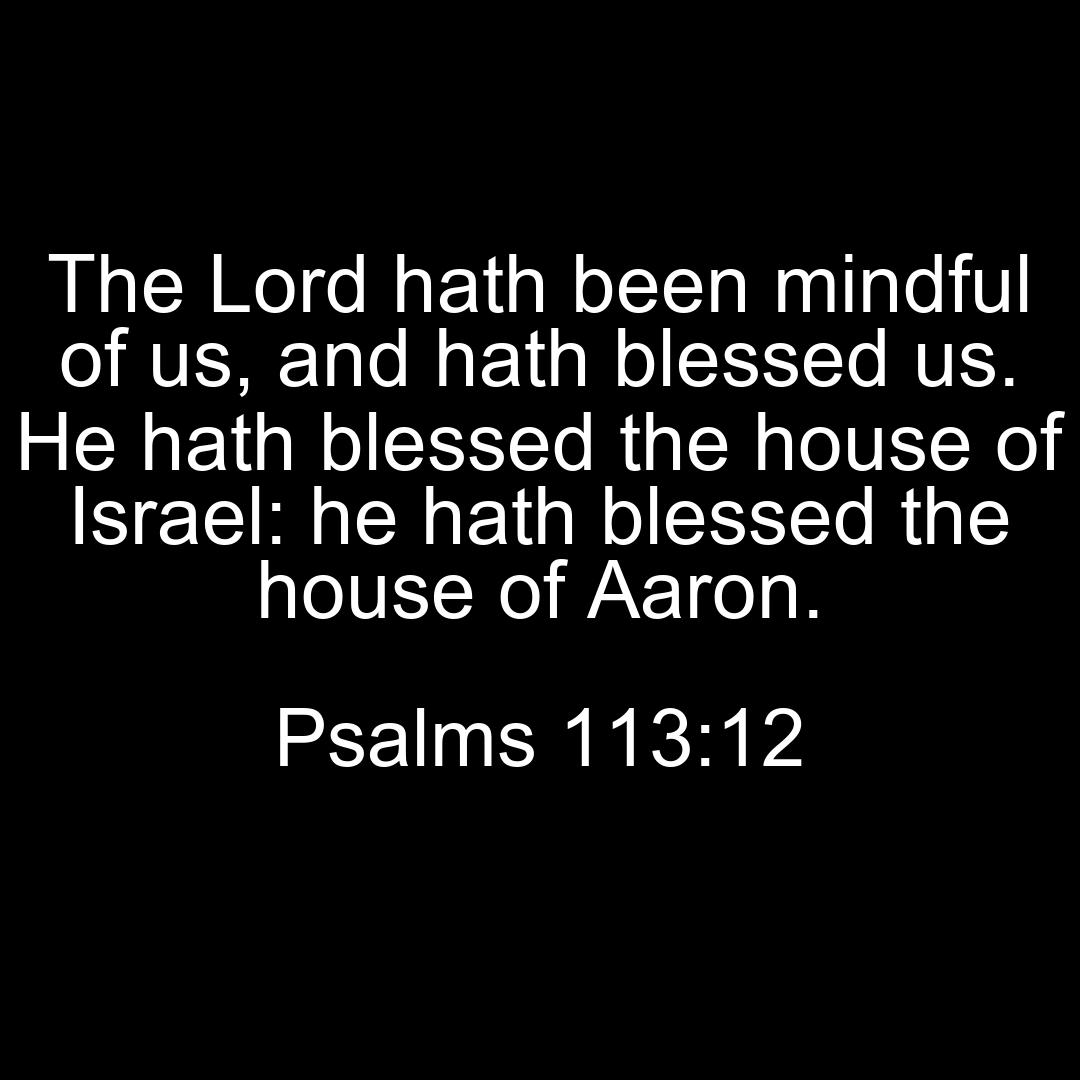 The Lord hath been mindful
of us, and hath blessed us.
He hath blessed the house of
Israel: he hath blessed the
house of Aaron.
Psalms 113:12